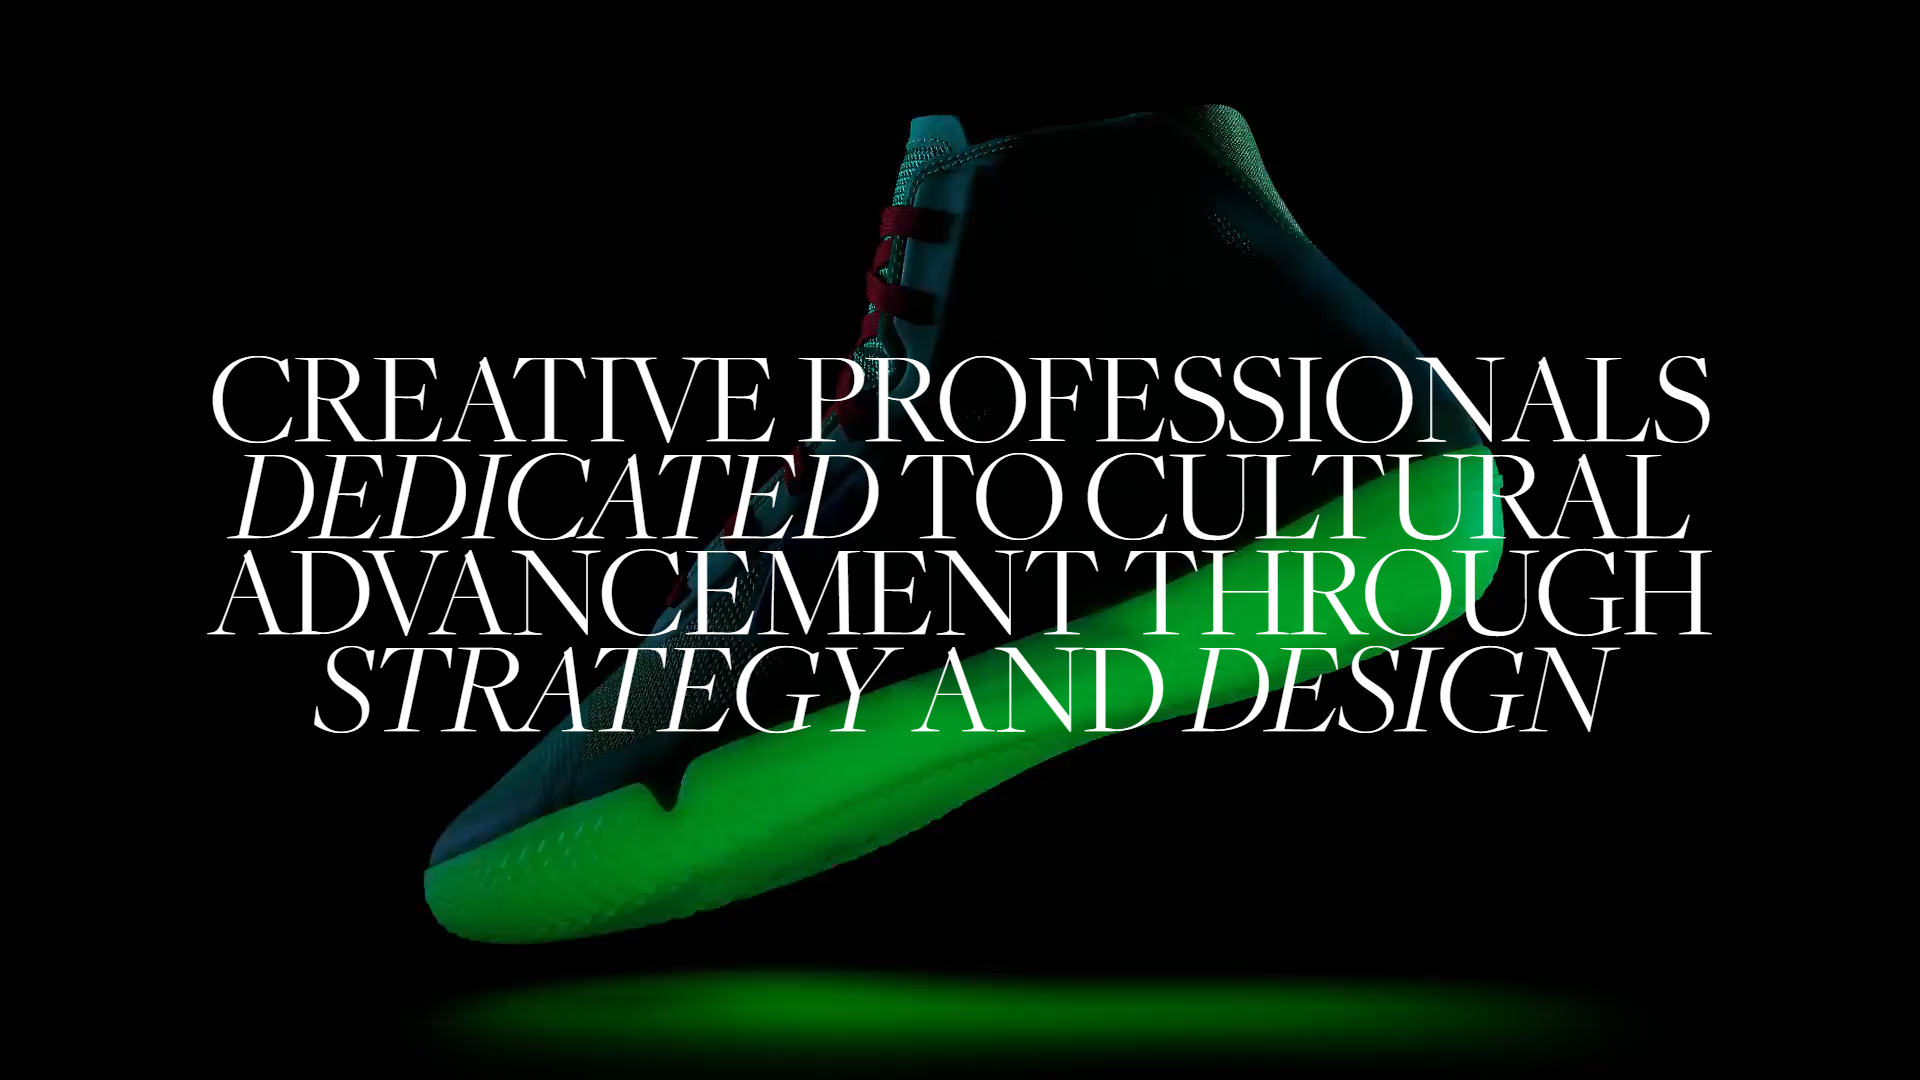 CREATIVE PROFESSIONALS
DEDICATED TO CULTURAL
ADVANCEMENT THROUGH
STRATEGY AND DESIGN